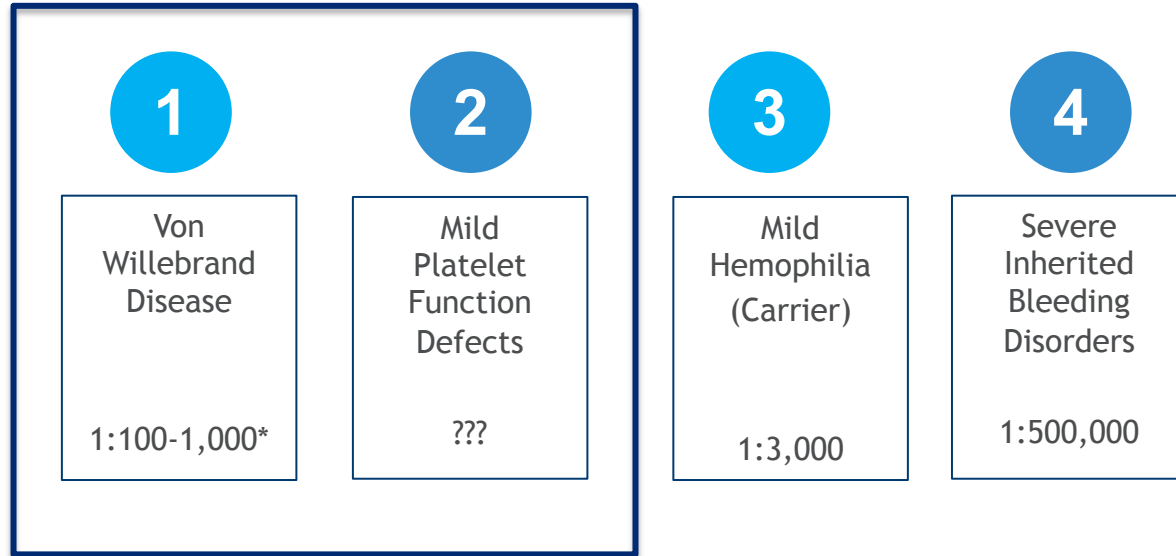 1
Von
Willebrand
Disease
1:100-1,000*
2
Mild
Platelet
Function
Defects
???
3
Mild
Hemophilia
(Carrier)
1:3,000
4
Severe
Inherited
Bleeding
Disorders
1:500,000